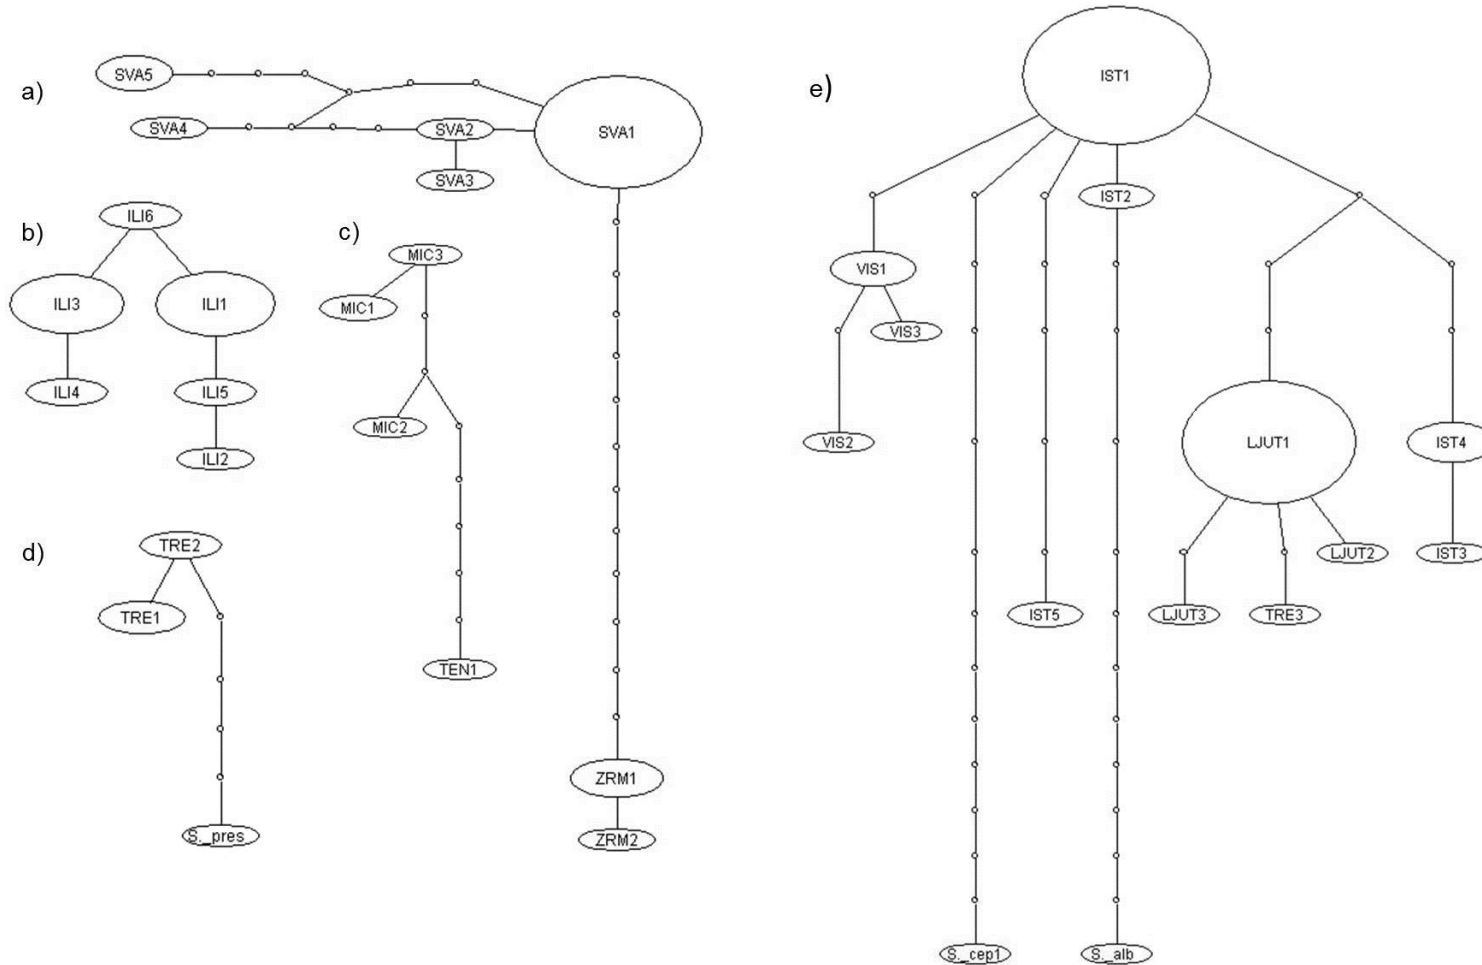 a)
SVA5
SVA4
SVA2
SVA1
SVA3
ZRM1
ZRM2
b)
ILI6
ILI3
ILI1
ILI4
ILI5
ILI2
c)
MIC3
MIC1
MIC2
TEN1
d)
TRE2
TRE1
S._pres
e)
IST1
IST2
VIS1
VIS3
VIS2
LJUT1
IST4
LJUT2
IST3
IST5
LJUT3
TRE3
S._cep1
S._alb